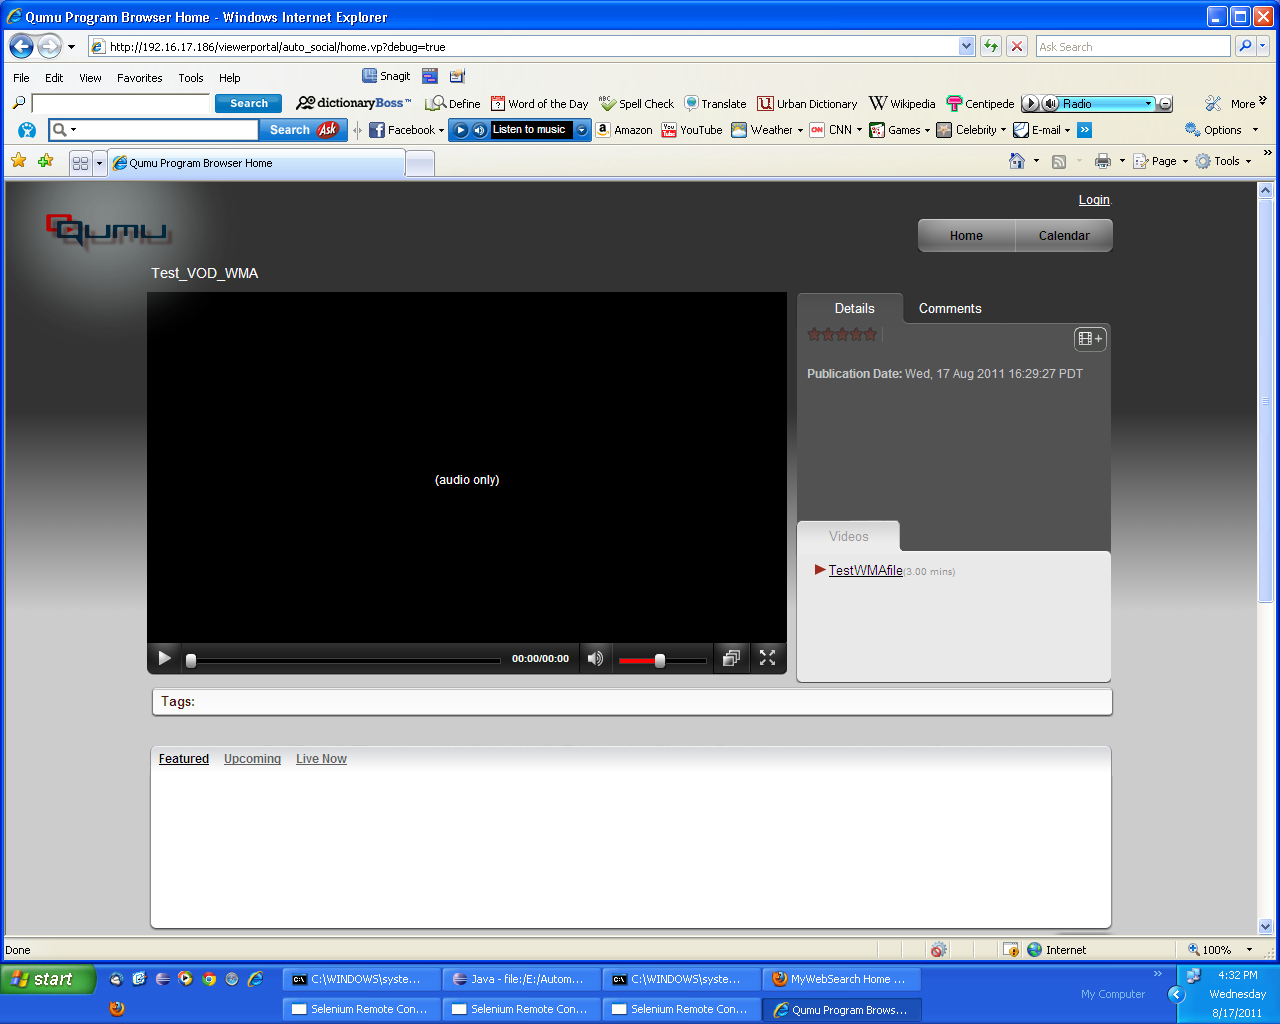 Qumu Program Browser Home - Windows Internet Explorer
http://192.16.17.186/viewerportal/auto_social/home.vp?debug=true
Ask Search
File Edit View Favorites Tools Help Snagit
Search dictionaryBoss™ Define Word of the Day Spell Check Translate Urban Dictionary Wikipedia Centipede Radio More
Search Ask Facebook Listen to music Amazon YouTube Weather CNN Games Celebrity E-mail Options
Qumu Program Browser Home Page Tools
Login
Qumu
Home Calendar
Test_VOD_WMA
Details Comments
Publication Date: Wed, 17 Aug 2011 16:29:27 PDT
(audio only)
Videos
TestWMAfile(3.00 mins)
00:00/00:00
Tags:
Featured Upcoming Live Now
Done Internet 100%
start C:\WINDOWS\syste... Java - file:/E:/Autom... C:\WINDOWS\syste... MyWebSearch Home ... 4:32 PM
My Computer Wednesday
Selenium Remote Con... Selenium Remote Con... Selenium Remote Con... Qumu Program Brows... 8/17/2011